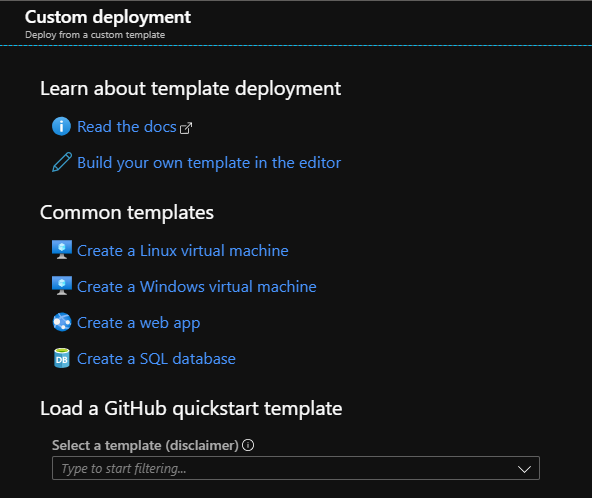 Custom deployment
Deploy from a custom template
Learn about template deployment
Read the docs
Build your own template in the editor
Common templates
Create a Linux virtual machine
Create a Windows virtual machine
Create a web app
DB Create a SQL database
Load a GitHub quickstart template
Select a template (disclaimer)
Type to start filtering...